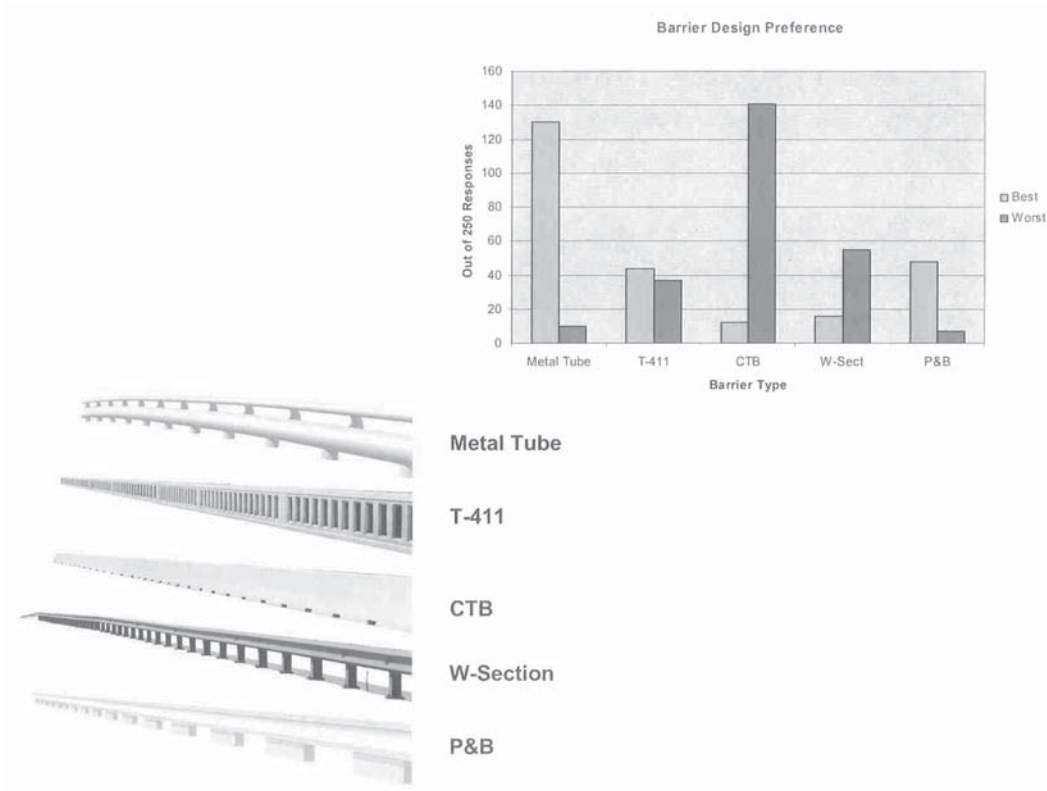 Barrier Design Preference
160
140
120
100
80
60
40
20
0
Out of 250 Responses
Metal Tube T-411 CTB W-Sect P&B
Barrier Type
Best
Worst
Metal Tube
T-411
CTB
W-Section
P&B